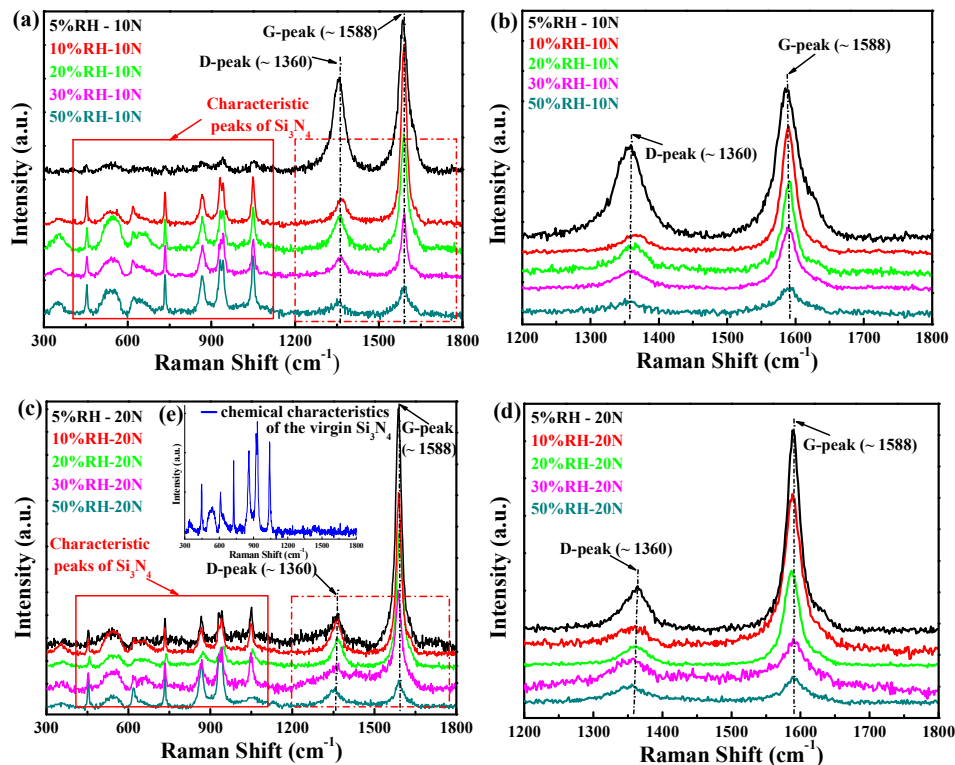 (a)
5%RH - 10N
10%RH-10N
20%RH-10N
30%RH-10N
50%RH-10N
G-peak (~ 1588)
D-peak (~ 1360)
Characteristic
peaks of Si₃N₄
Intensity (a.u.)
300 600 900 1200 1500 1800
Raman Shift (cm⁻¹)
(b)
5%RH - 10N
10%RH-10N
20%RH-10N
30%RH-10N
50%RH-10N
G-peak (~ 1588)
D-peak (~ 1360)
Intensity (a.u.)
1200 1300 1400 1500 1600 1700 1800
Raman Shift (cm⁻¹)
(c)
5%RH - 20N
10%RH-20N
20%RH-20N
30%RH-20N
50%RH-20N
Characteristic
peaks of Si₃N₄
(e)
chemical characteristics
of the virgin Si₃N₄
Intensity (a.u.)
300 600 900 1200 1500 1800
Raman Shift (cm⁻¹)
G-peak
(~ 1588)
D-peak (~ 1360)
Intensity (a.u.)
300 600 900 1200 1500 1800
Raman Shift (cm⁻¹)
(d)
5%RH - 20N
10%RH-20N
20%RH-20N
30%RH-20N
50%RH-20N
G-peak (~ 1588)
D-peak (~ 1360)
Intensity (a.u.)
1200 1300 1400 1500 1600 1700 1800
Raman Shift (cm⁻¹)